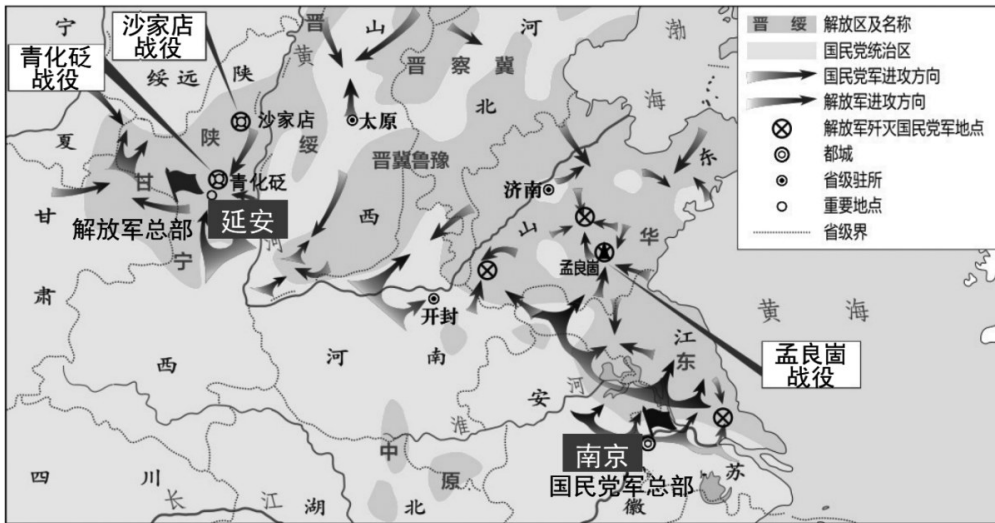 沙家店
战役
青化砭
战役
宁
绥远
陕
夏
甘
肃
晋
黄
山
河
渤
海
晋察冀
北
沙家店
太原
陕
绥
晋冀鲁豫
甘
青化砭
济南
东
延安
解放军总部
宁
河
西
山
华
孟良崮
开封
黄海
西
河南
江
东
孟良崮
战役
安
河
淮
中
原
南京
国民党军总部
苏
四川
长江
湖北
徽
晋绥 解放区及名称
国民党统治区
国民党军进攻方向
解放军进攻方向
解放军歼灭国民党军地点
都城
省级驻所
重要地点
省级界